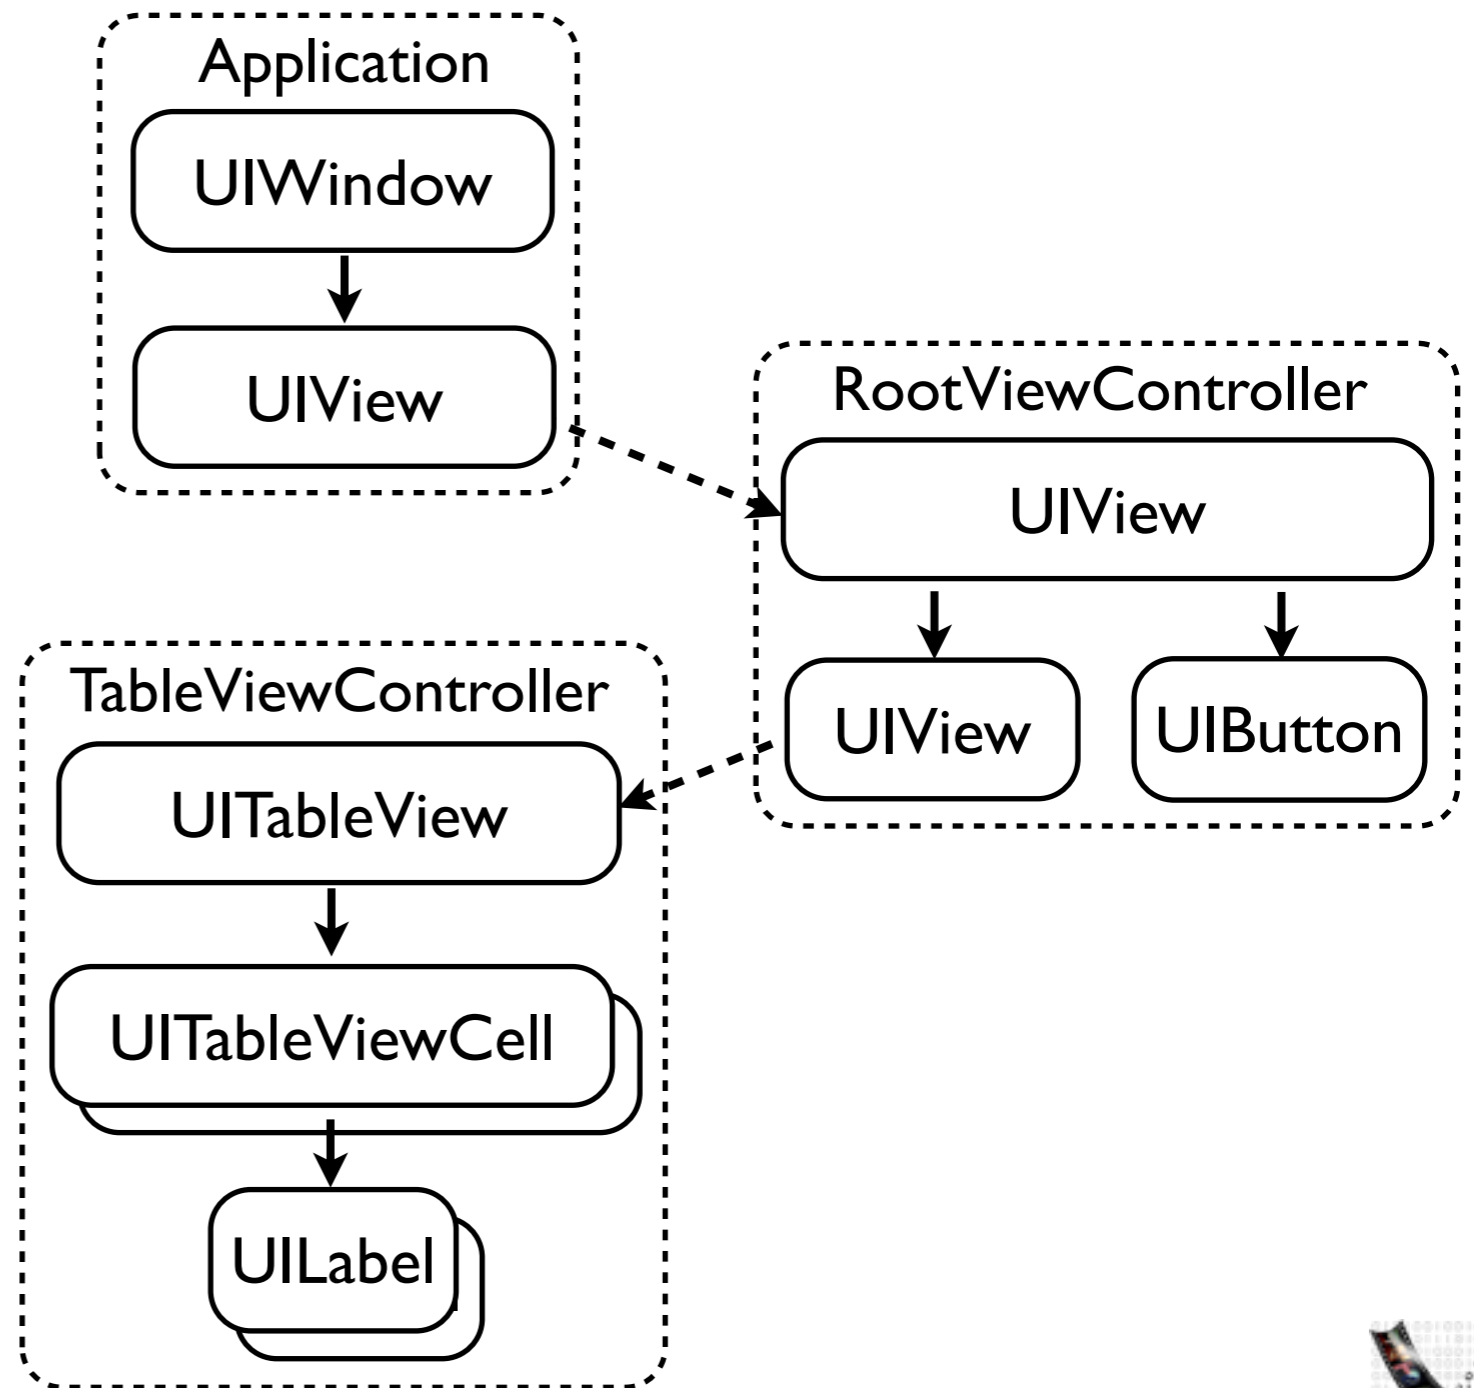 Application
UIWindow
UIView
RootViewController
UIView
UIView
UIButton
TableViewController
UITableView
UITableViewCell
UILabel